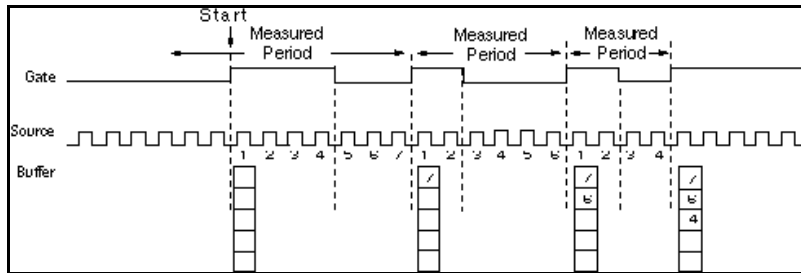 Start
Measured Period
Measured Period
Measured Period
Gate
Source
1 2 3 4 5 6 7 1 2 3 4 5 6 1 2 3 4
Buffer
7 7 7
6 6
4